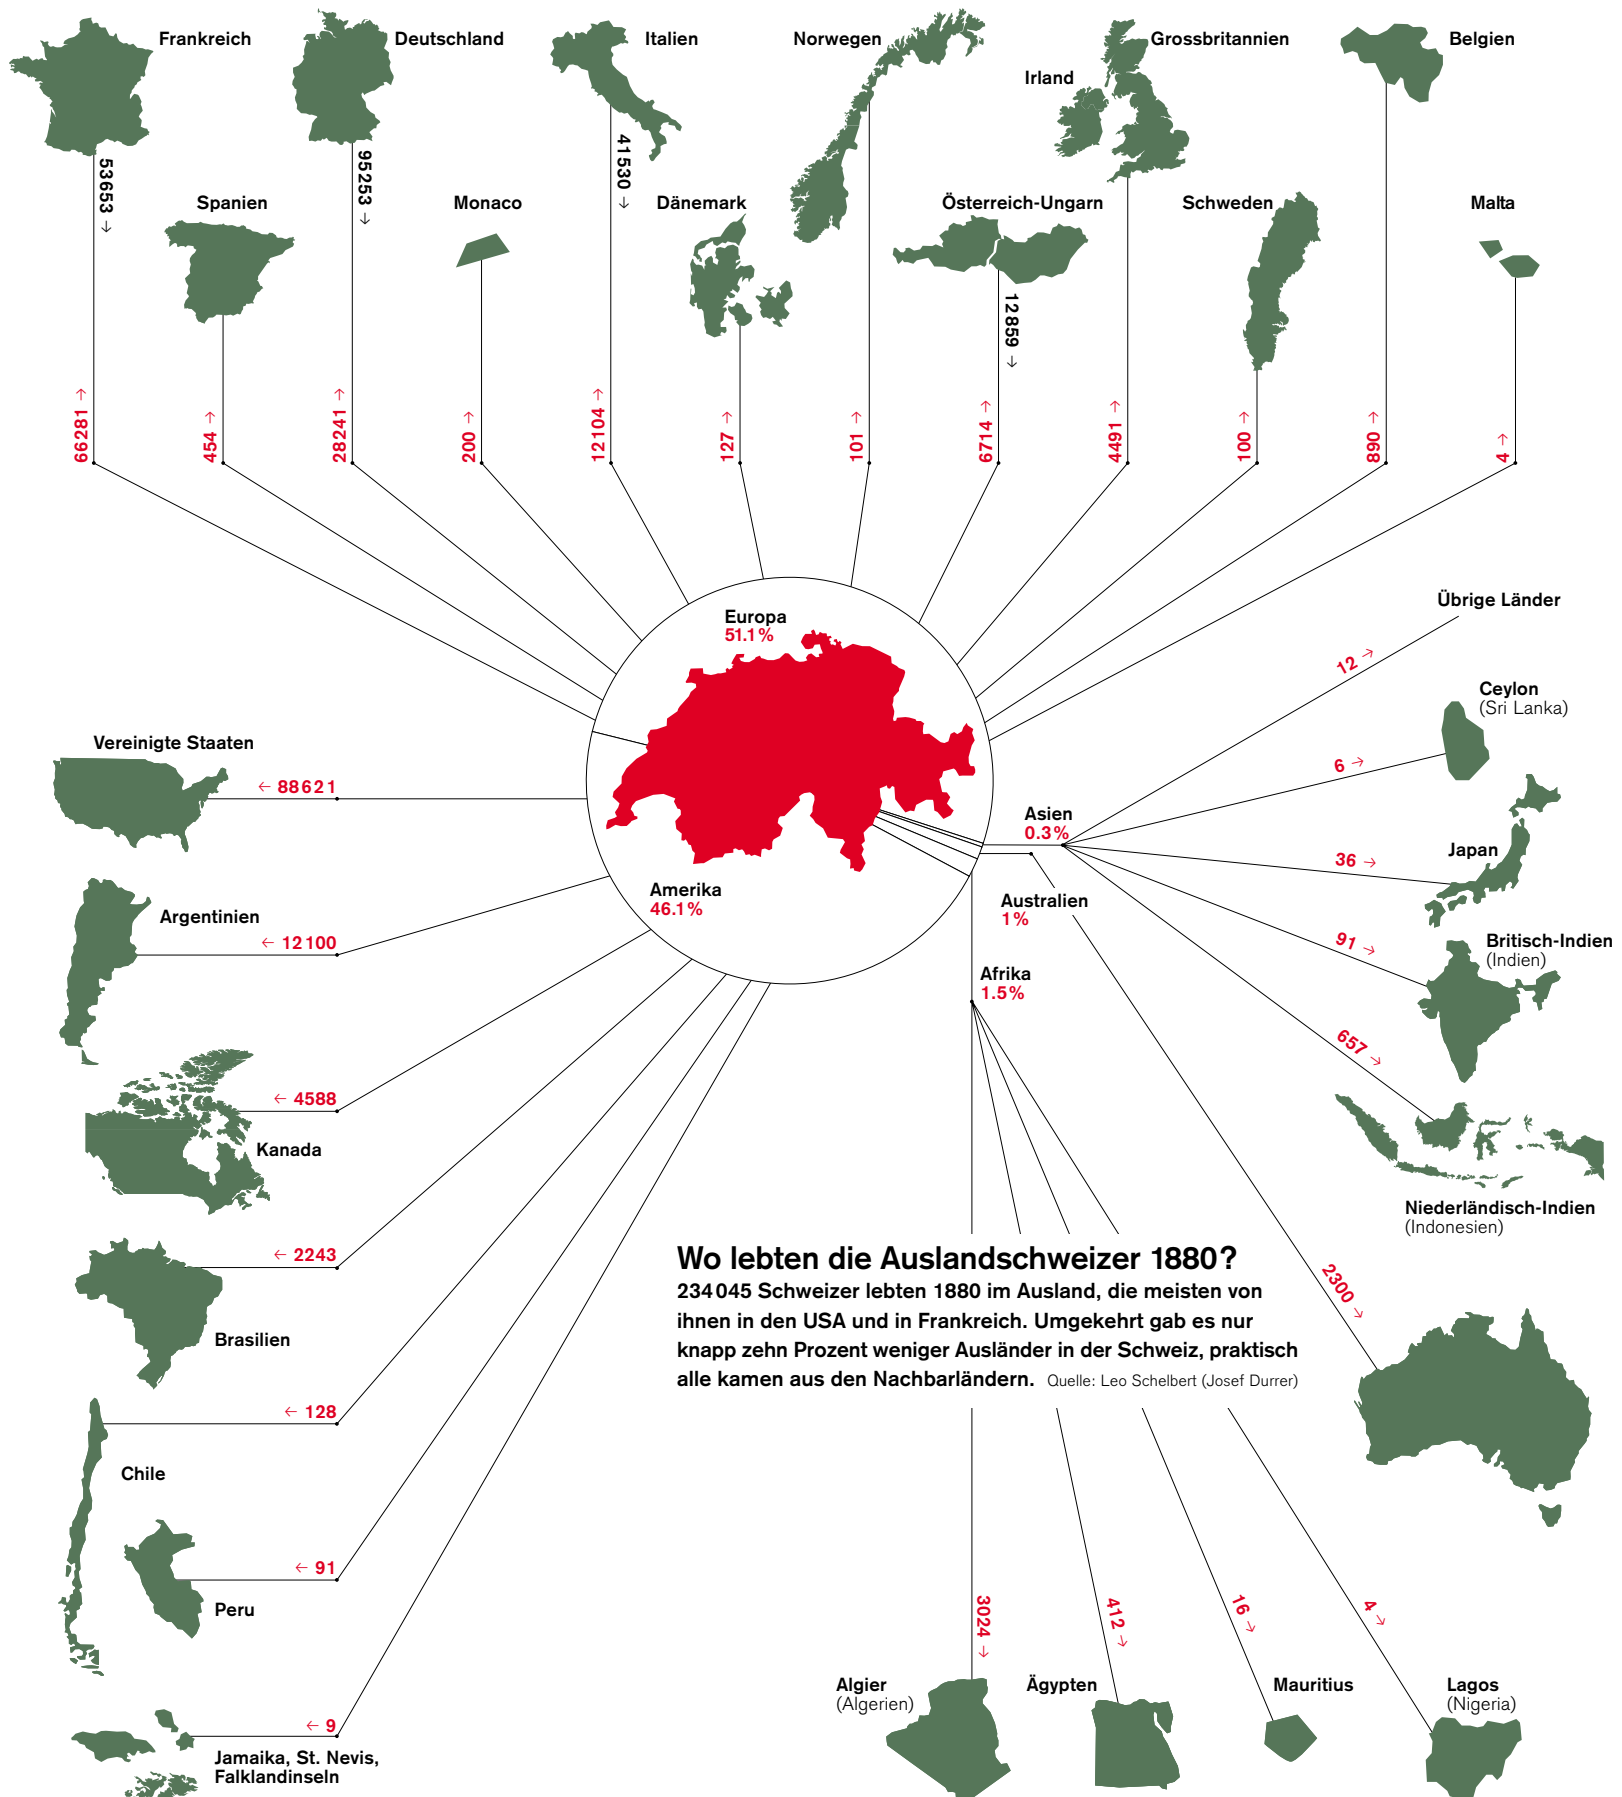 Frankreich
Deutschland
Italien
Norwegen
Grossbritannien
Irland
Belgien
53653 →
95253 →
41530 →
Spanien
Monaco
Dänemark
Österreich-Ungarn
Schweden
Malta
12859 →
66281 →
454 →
28241 →
200 →
12104 →
127 →
101 →
6714 →
4491 →
100 →
890 →
4 →
Europa
51.1%
Übrige Länder
12 →
Ceylon
(Sri Lanka)
6 →
Vereinigte Staaten
← 88621
Asien
0.3%
Japan
36 →
Amerika
46.1%
Australien
1%
Argentinien
← 12100
Britisch-Indien
(Indien)
91 →
Afrika
1.5%
657 →
← 4588
Kanada
Niederländisch-Indien
(Indonesien)
← 2243
Brasilien
2300 →
Wo lebten die Auslandschweizer 1880?
234045 Schweizer lebten 1880 im Ausland, die meisten von
ihnen in den USA und in Frankreich. Umgekehrt gab es nur
knapp zehn Prozent weniger Ausländer in der Schweiz, praktisch
alle kamen aus den Nachbarländern. Quelle: Leo Schelbert (Josef Durrer)
← 128
Chile
← 91
Peru
3024 →
412 →
16 →
4 →
Algier
(Algerien)
Ägypten
Mauritius
Lagos
(Nigeria)
← 9
Jamaika, St. Nevis,
Falklandinseln